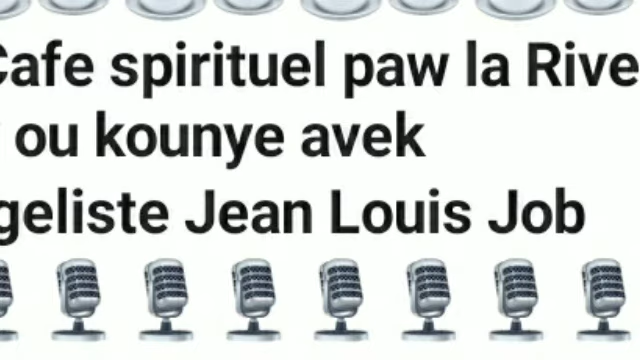 Cafe spirituel paw la Rive
ou kounye avek
geliste Jean Louis Job